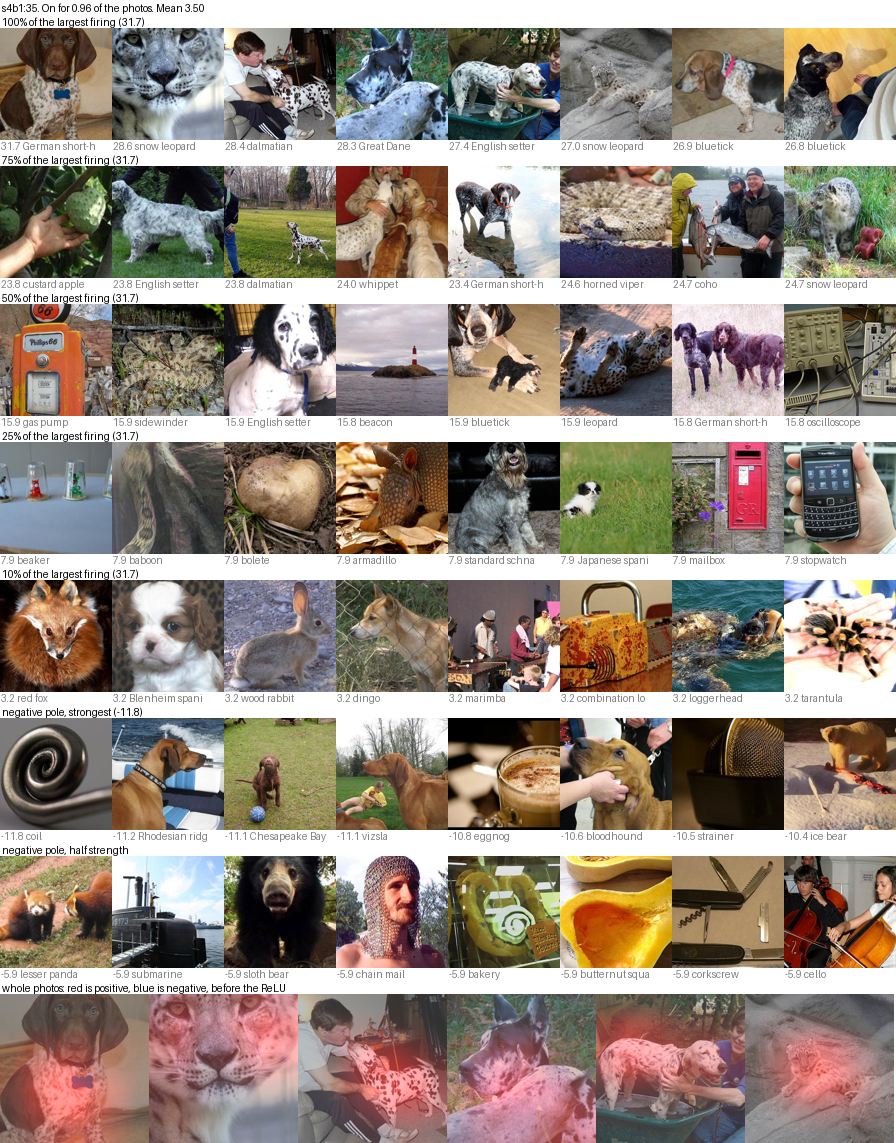 s4b1:35. On for 0.96 of the photos. Mean 3.50
100% of the largest firing (31.7)
31.7 German short-h 28.6 snow leopard 28.4 dalmatian 28.3 Great Dane 27.4 English setter 27.0 snow leopard 26.9 bluetick 26.8 bluetick
75% of the largest firing (31.7)
23.8 custard apple 23.8 English setter 23.8 dalmatian 24.0 whippet 23.4 German short-h 24.6 horned viper 24.7 coho 24.7 snow leopard
50% of the largest firing (31.7)
66
Phillips 66
15.9 gas pump 15.9 sidewinder 15.9 English setter 15.8 beacon 15.9 bluetick 15.9 leopard 15.8 German short-h 15.8 oscilloscope
25% of the largest firing (31.7)
GR
7.9 beaker 7.9 baboon 7.9 bolete 7.9 armadillo 7.9 standard schna 7.9 Japanese spani 7.9 mailbox 7.9 stopwatch
10% of the largest firing (31.7)
3.2 red fox 3.2 Blenheim spani 3.2 wood rabbit 3.2 dingo 3.2 marimba 3.2 combination lo 3.2 loggerhead 3.2 tarantula
negative pole, strongest (-11.8)
-11.8 coil -11.2 Rhodesian ridg -11.1 Chesapeake Bay -11.1 vizsla -10.8 eggnog -10.6 bloodhound -10.5 strainer -10.4 ice bear
negative pole, half strength
-5.9 lesser panda -5.9 submarine -5.9 sloth bear -5.9 chain mail -5.9 bakery -5.9 butternut squa -5.9 corkscrew -5.9 cello
whole photos: red is positive, blue is negative, before the ReLU